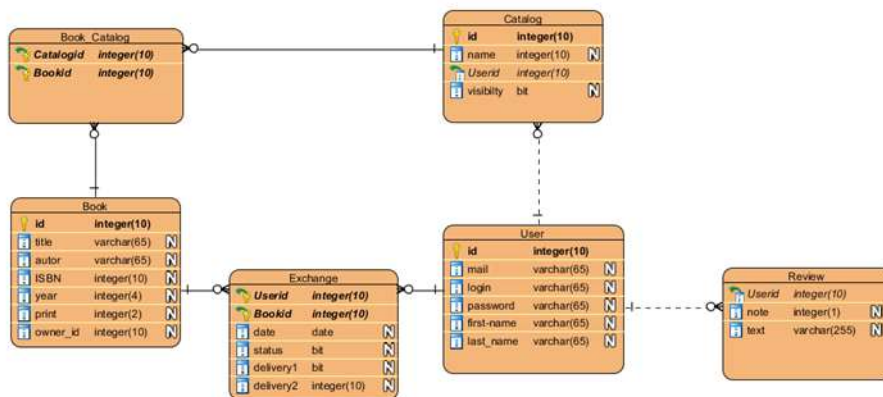 Book_Catalog
Catalogid integer(10)
Bookid integer(10)
Catalog
id integer(10)
name integer(10) N
Userid integer(10)
visibilty bit N
Book
id integer(10)
title varchar(65) N
autor varchar(65) N
ISBN integer(10) N
year integer(4) N
print integer(2) N
owner_id integer(10) N
Exchange
Userid integer(10)
Bookid integer(10)
date date N
status bit N
delivery1 bit N
delivery2 integer(10) N
User
id integer(10)
mail varchar(65) N
login varchar(65) N
password varchar(65) N
first-name varchar(65) N
last_name varchar(65) N
Review
Userid integer(10)
note integer(1) N
text varchar(255) N